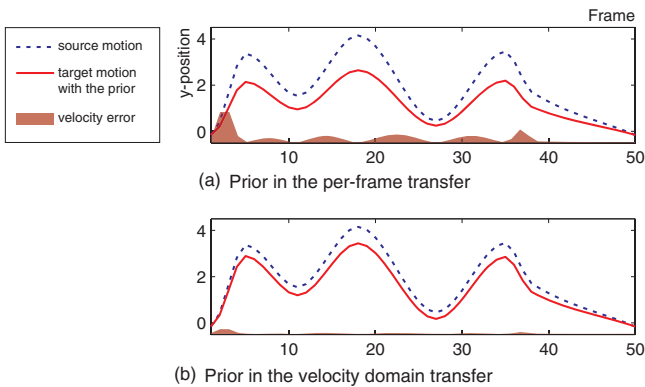 Frame
source motion
target motion
with the prior
velocity error
y-position
4
2
0
10 20 30 40 50
(a) Prior in the per-frame transfer
4
2
0
10 20 30 40 50
(b) Prior in the velocity domain transfer